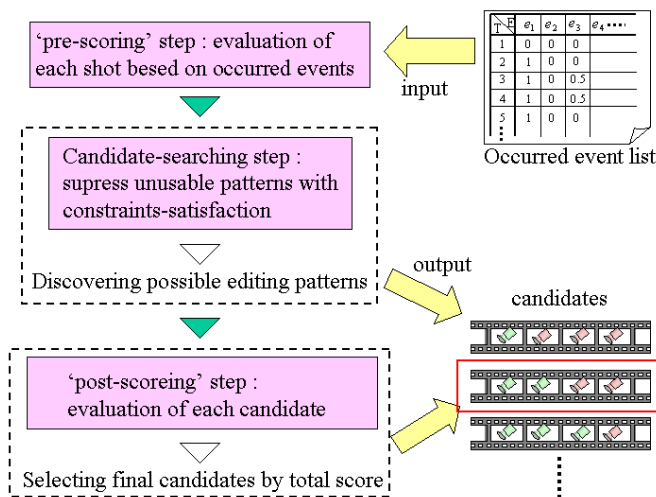 ‘pre-scoring’ step : evaluation of
each shot besed on occurred events
input
T E e1 e2 e3 e4 ....
1 0 0 0
2 1 0 0
3 1 0 0.5
4 1 0 0.5
5 1 0 0
Occurred event list
Candidate-searching step :
supress unusable patterns with
constraints-satisfaction
Discovering possible editing patterns
output
candidates
‘post-scoreing’ step :
evaluation of each candidate
Selecting final candidates by total score